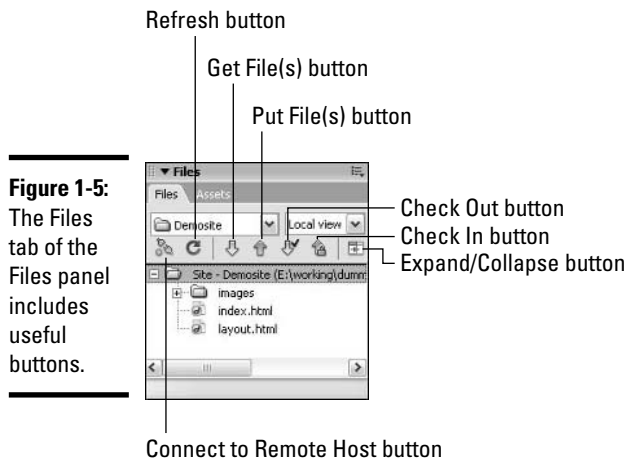 Refresh button
Get File(s) button
Put File(s) button
Figure 1-5:
The Files
tab of the
Files panel
includes
useful
buttons.
Files
Files Assets
Demosite Local view
Site - Demosite (E:\working\dumm
images
index.html
layout.html
Check Out button
Check In button
Expand/Collapse button
Connect to Remote Host button